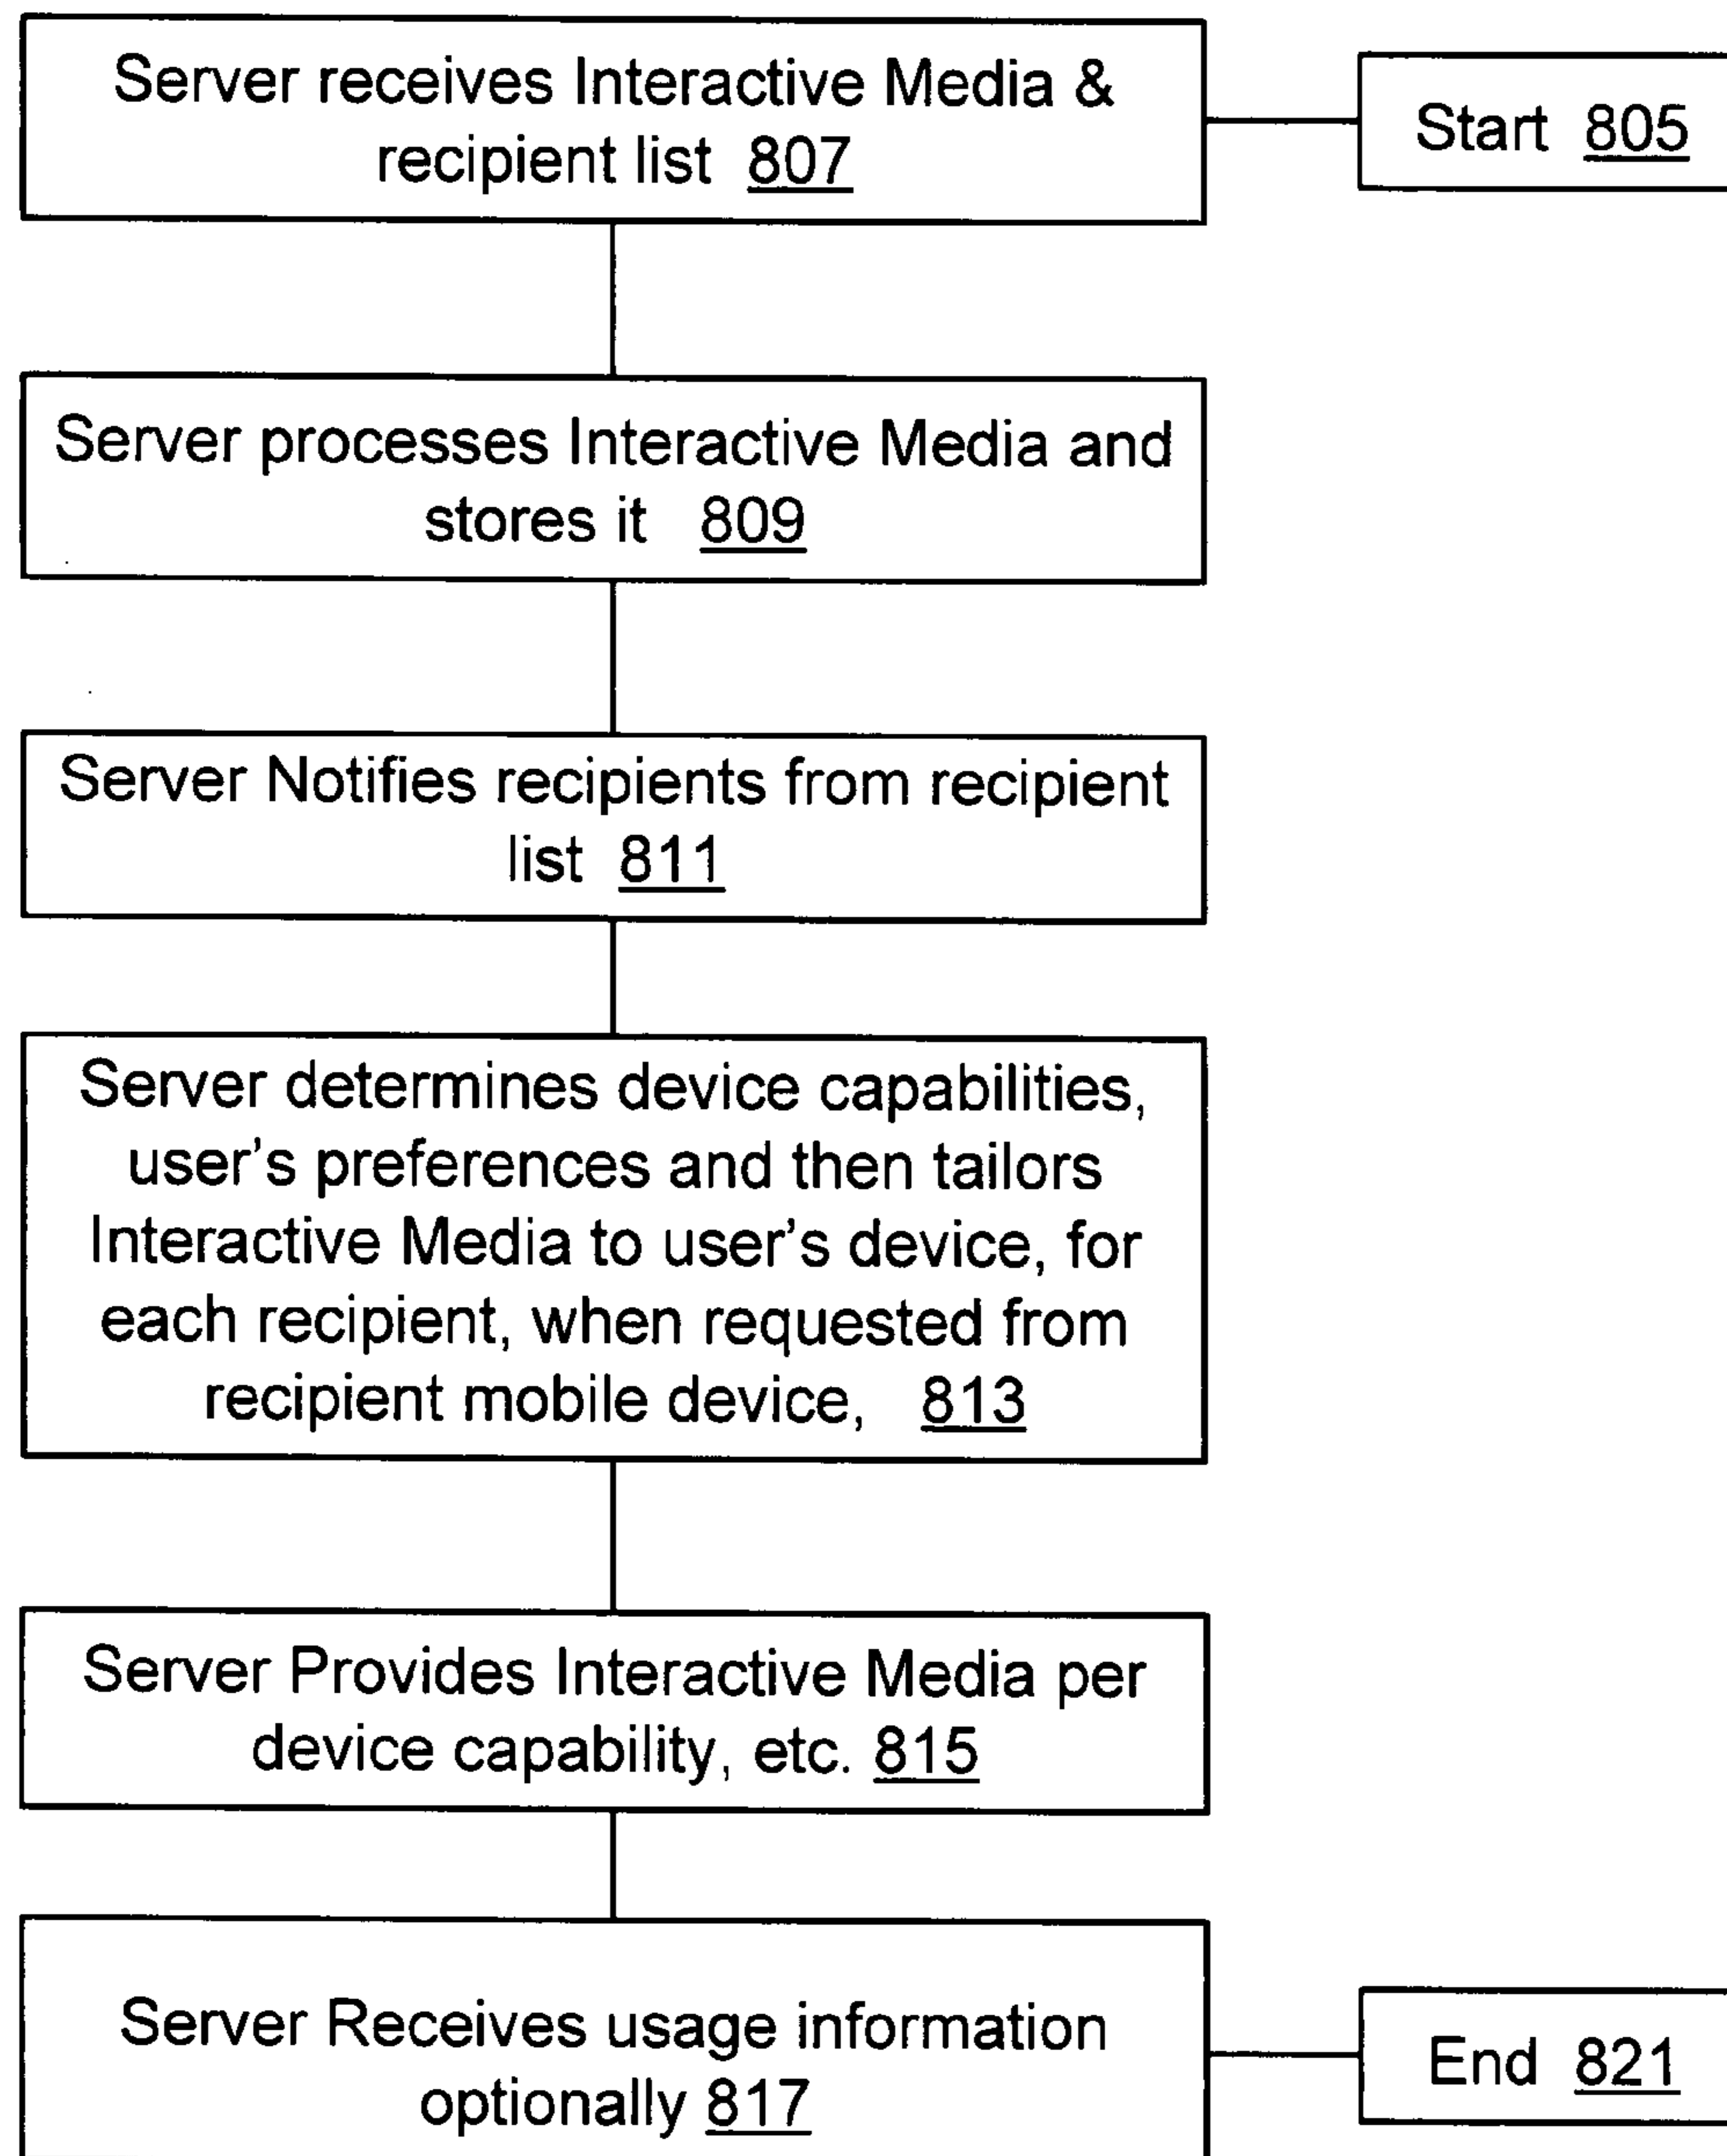 Server receives Interactive Media &
recipient list 807
Start 805
Server processes Interactive Media and
stores it 809
Server Notifies recipients from recipient
list 811
Server determines device capabilities,
user's preferences and then tailors
Interactive Media to user's device, for
each recipient, when requested from
recipient mobile device, 813
Server Provides Interactive Media per
device capability, etc. 815
Server Receives usage information
optionally 817
End 821